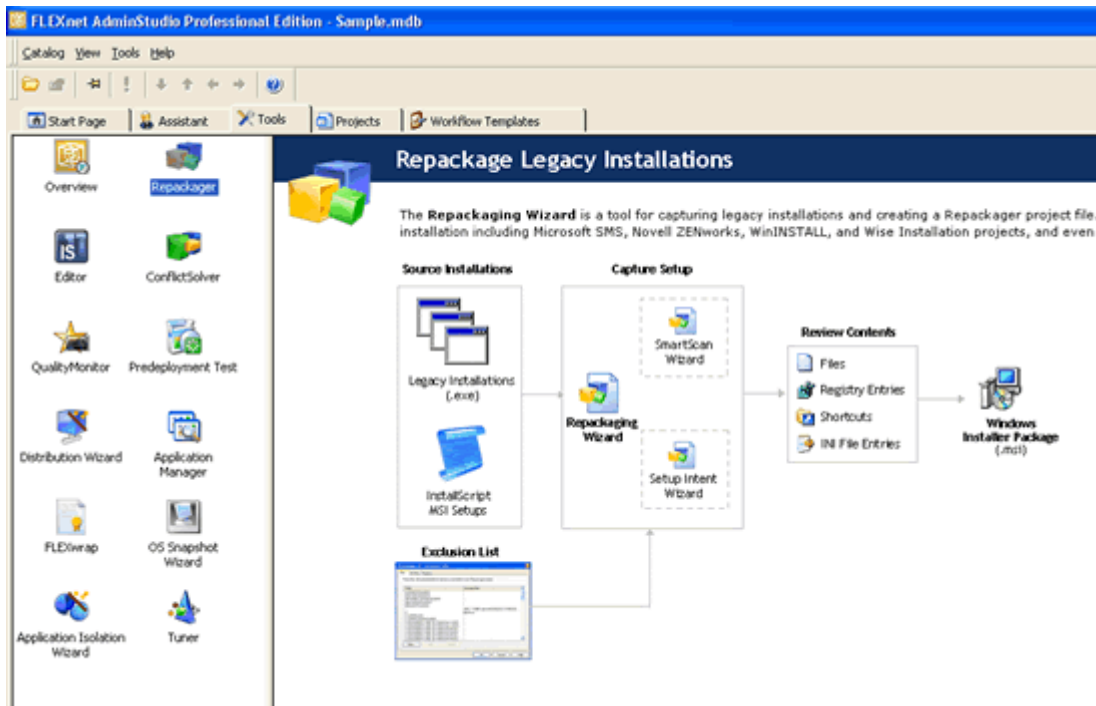 FLEXnet AdminStudio Professional Edition - Sample.mdb
Catalog View Tools Help
Start Page Assistant Tools Projects Workflow Templates
Overview Repackager
Editor ConflictSolver
QualityMonitor Predeployment Test
Distribution Wizard Application
Manager
FLEXwrap OS Snapshot
Wizard
Application Isolation
Wizard
Tuner
Repackage Legacy Installations
The Repackaging Wizard is a tool for capturing legacy installations and creating a Repackager project file.
installation including Microsoft SMS, Novell ZENworks, WinINSTALL, and Wise Installation projects, and even
Source Installations
Legacy Installations
(.exe)
InstallScript
MSI Setups
Capture Setup
SmartScan
Wizard
Repackaging
Wizard
Setup Intent
Wizard
Review Contents
Files
Registry Entries
Shortcuts
INI File Entries
Windows
Installer Package
(.msi)
Exclusion List